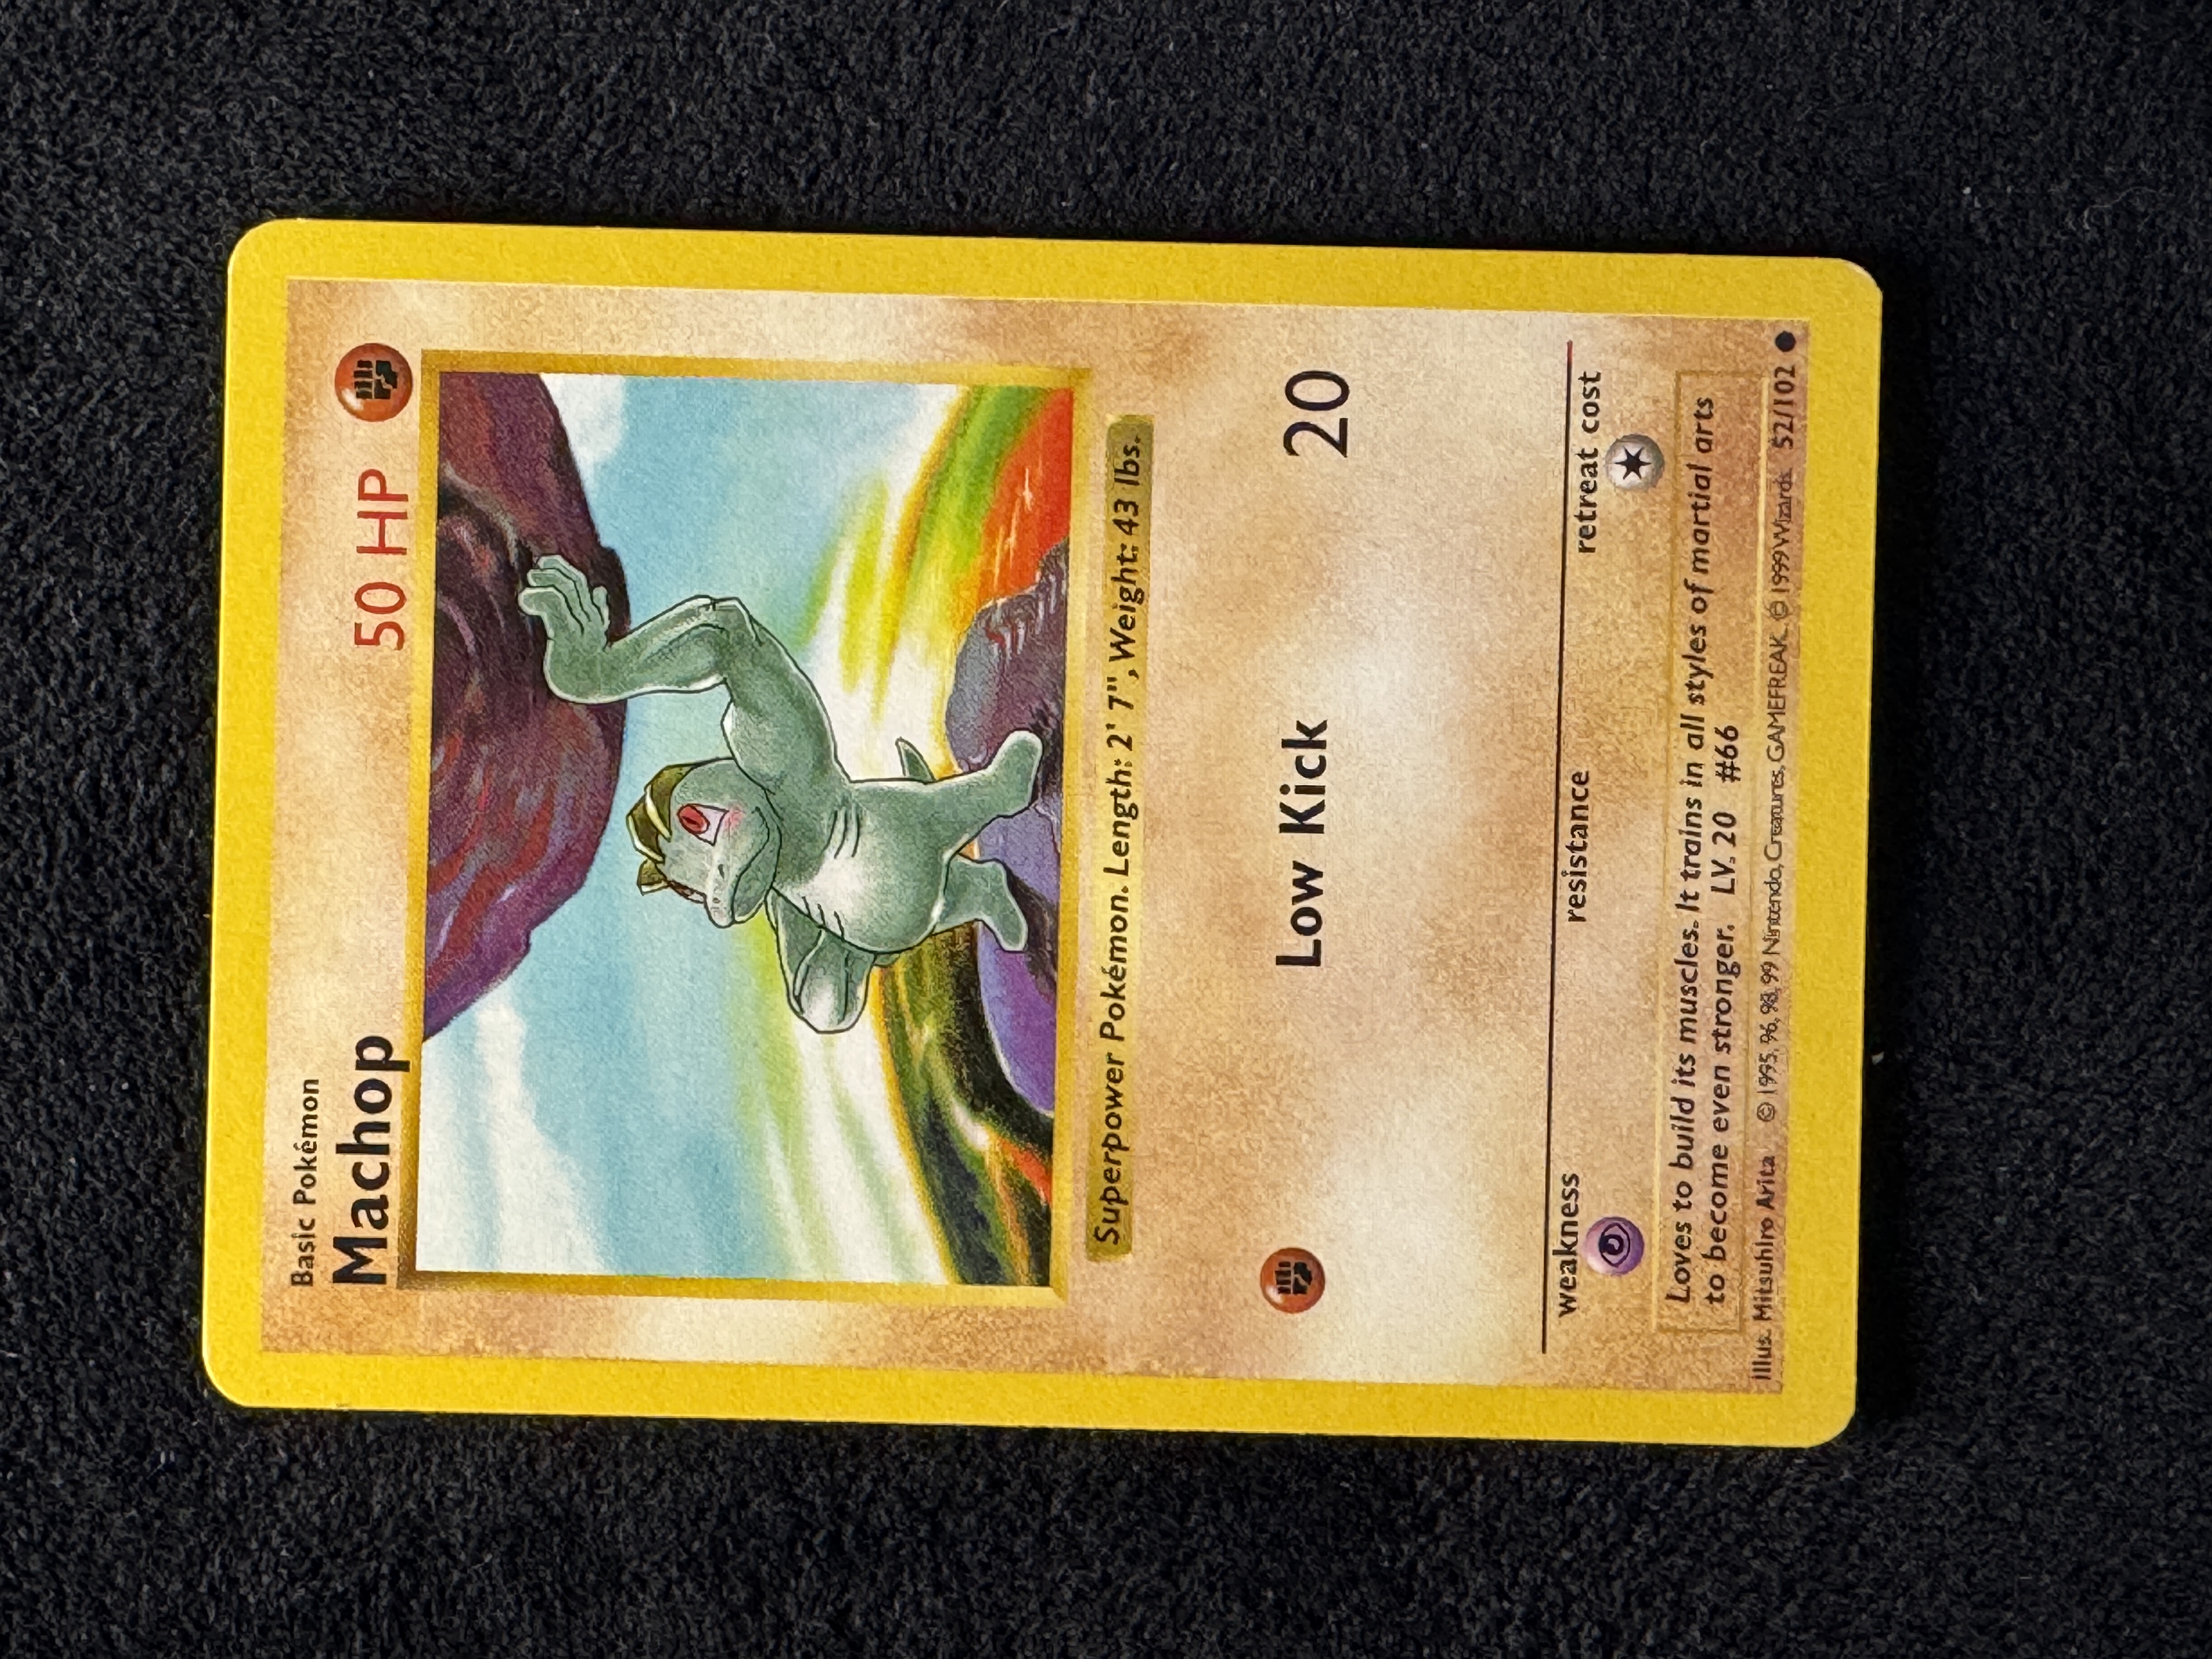 Basic Pokémon
Machop 50 HP
Superpower Pokémon. Length: 2' 7", Weight: 43 lbs.
Low Kick 20
weakness resistance retreat cost
Loves to build its muscles. It trains in all styles of martial arts
to become even stronger. LV. 20 #66
Illus. Mitsuhiro Arita ©1995, 96, 98, 99 Nintendo, Creatures, GAMEFREAK. ©1999 Wizards. 52/102